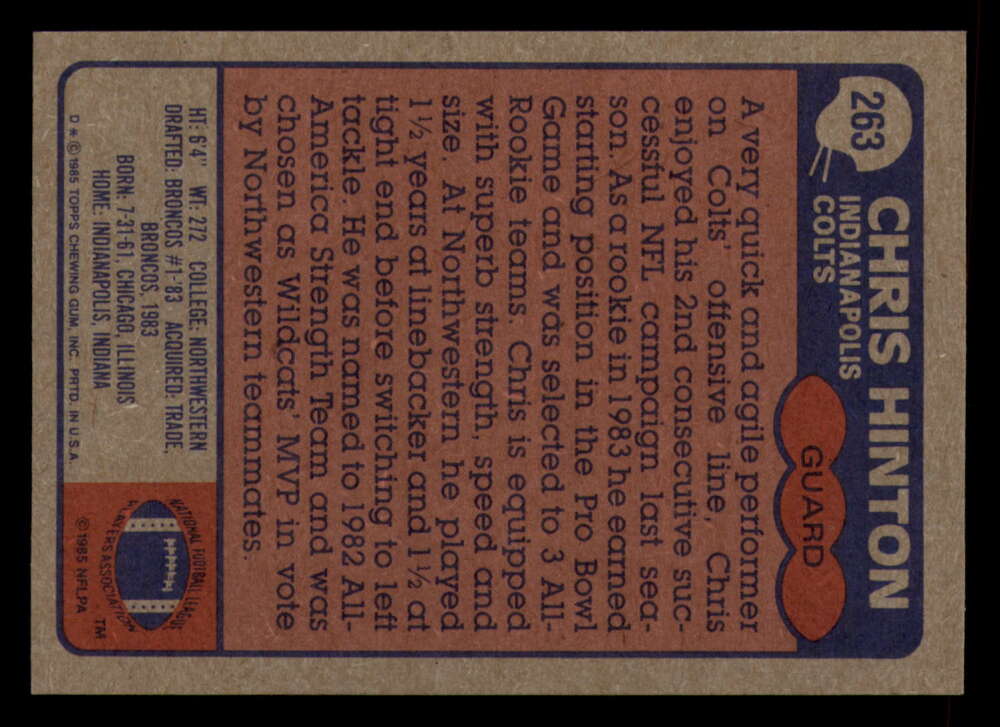 263
CHRIS HINTON
INDIANAPOLIS
COLTS
GUARD
A very quick and agile performer
on Colts' offensive line, Chris
enjoyed his 2nd consecutive suc-
cessful NFL campaign last sea-
son. As a rookie in 1983 he earned
starting position in the Pro Bowl
Game and was selected to 3 All-
Rookie teams. Chris is equipped
with superb strength, speed and
size. At Northwestern he played
1½ years at linebacker and 1½ at
tight end before switching to left
tackle. He was named to 1982 All-
America Strength Team and was
chosen as Wildcats' MVP in vote
by Northwestern teammates.
HT: 6'4" WT: 272 COLLEGE: NORTHWESTERN
DRAFTED: BRONCOS #1-'83 ACQUIRED: TRADE,
BRONCOS, 1983
BORN: 7-31-61, CHICAGO, ILLINOIS
HOME: INDIANAPOLIS, INDIANA
D * © 1985 TOPPS CHEWING GUM, INC. PRTD. IN U.S.A.
NATIONAL FOOTBALL LEAGUE
PLAYERS ASSOCIATION
TM
© 1985 NFLPA